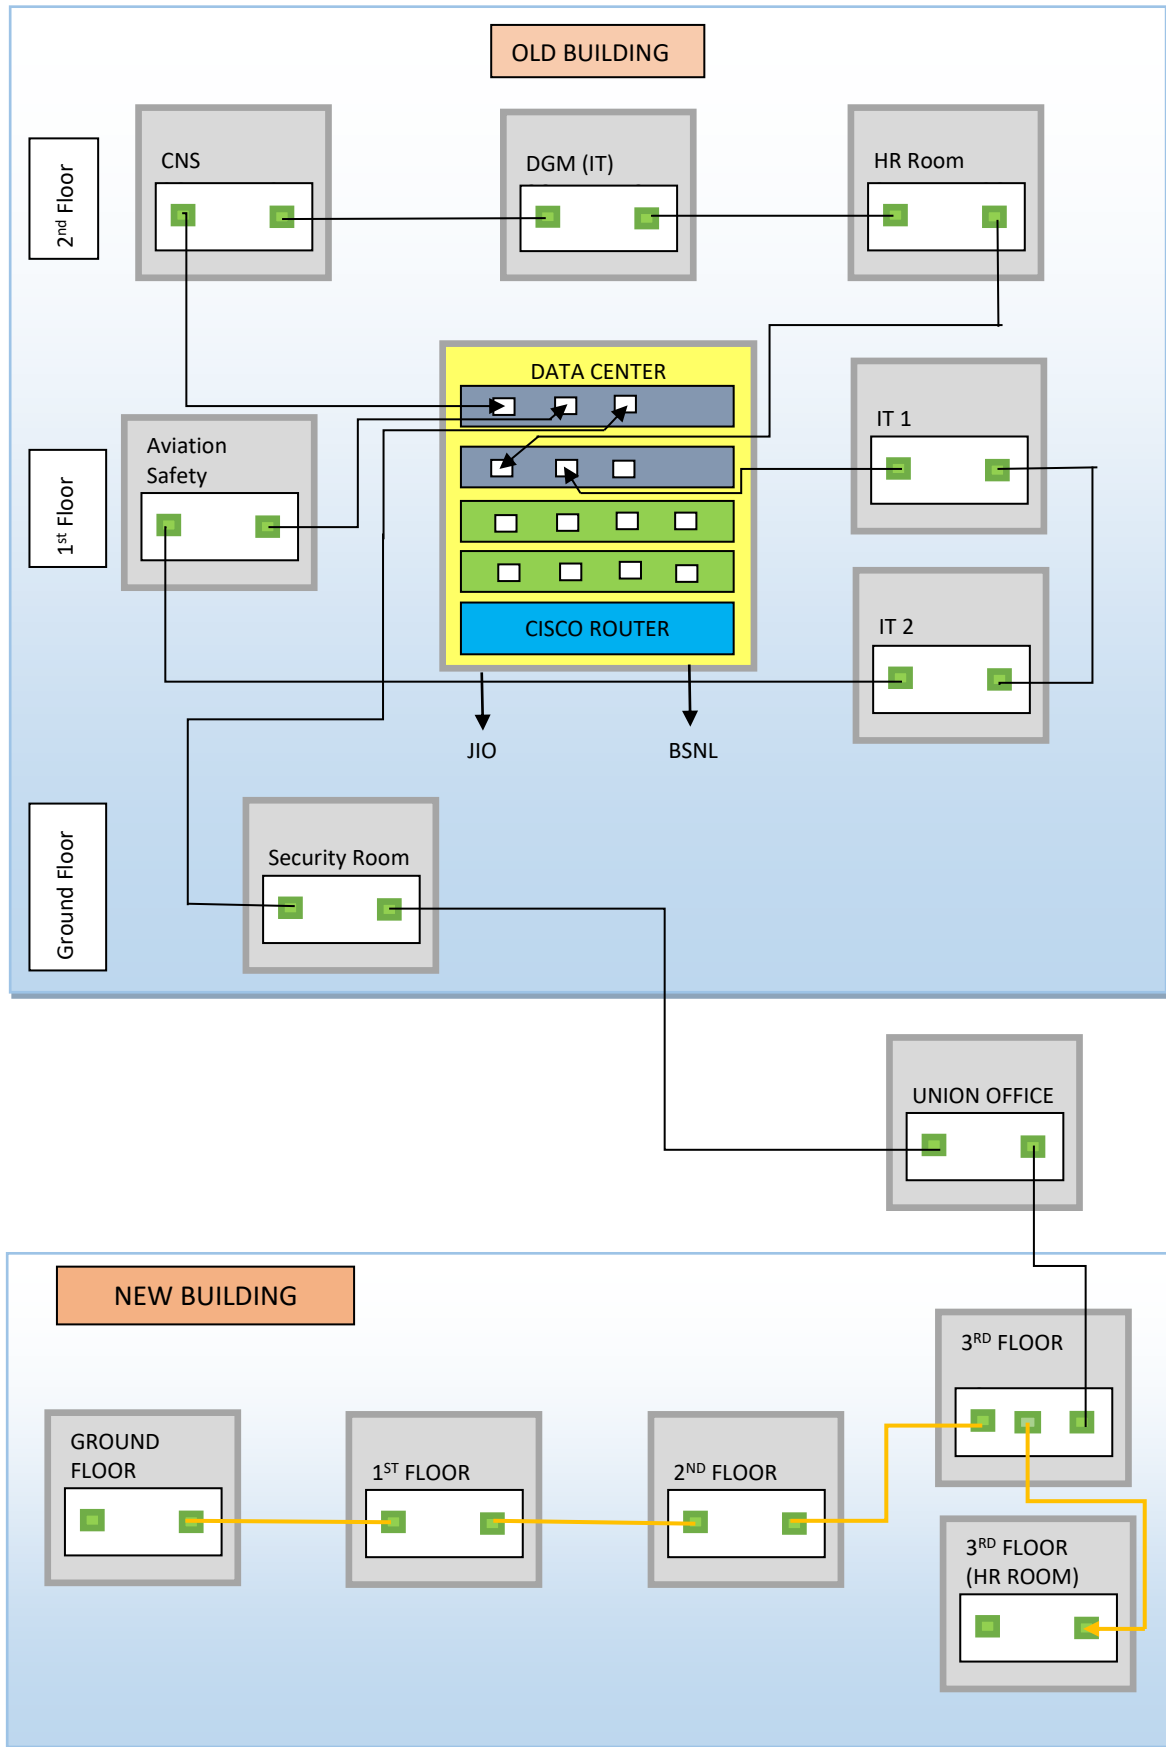 OLD BUILDING
2nd Floor
CNS
DGM (IT)
HR Room
DATA CENTER
1st Floor
Aviation
Safety
IT 1
IT 2
CISCO ROUTER
JIO
BSNL
Ground Floor
Security Room
UNION OFFICE
NEW BUILDING
3RD FLOOR
GROUND
FLOOR
1ST FLOOR
2ND FLOOR
3RD FLOOR
(HR ROOM)